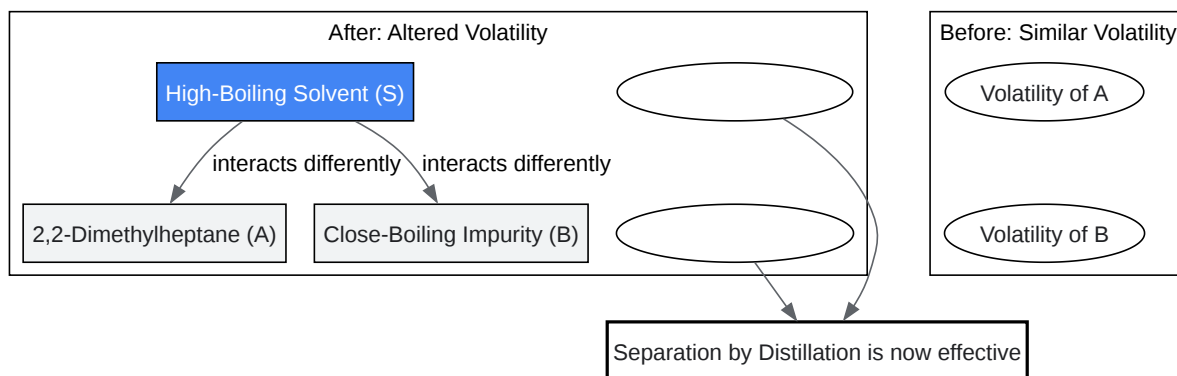 After: Altered Volatility
High-Boiling Solvent (S)
interacts differently
interacts differently
2,2-Dimethylheptane (A)
Close-Boiling Impurity (B)
Before: Similar Volatility
Volatility of A
Volatility of B
Separation by Distillation is now effective